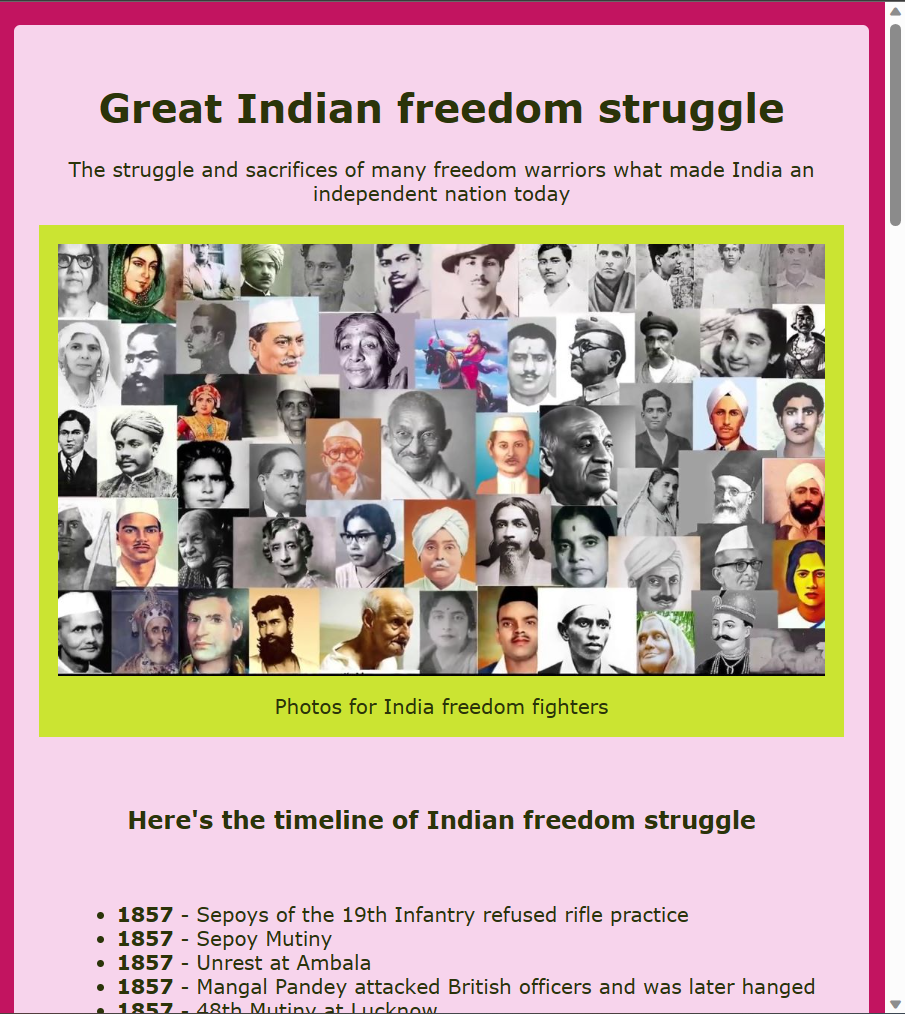 Great Indian freedom struggle
The struggle and sacrifices of many freedom warriors what made India an
independent nation today
Photos for India freedom fighters
Here's the timeline of Indian freedom struggle
• 1857 - Sepoys of the 19th Infantry refused rifle practice
• 1857 - Sepoy Mutiny
• 1857 - Unrest at Ambala
• 1857 - Mangal Pandey attacked British officers and was later hanged
• 1857 - 48th Mutiny at Lucknow